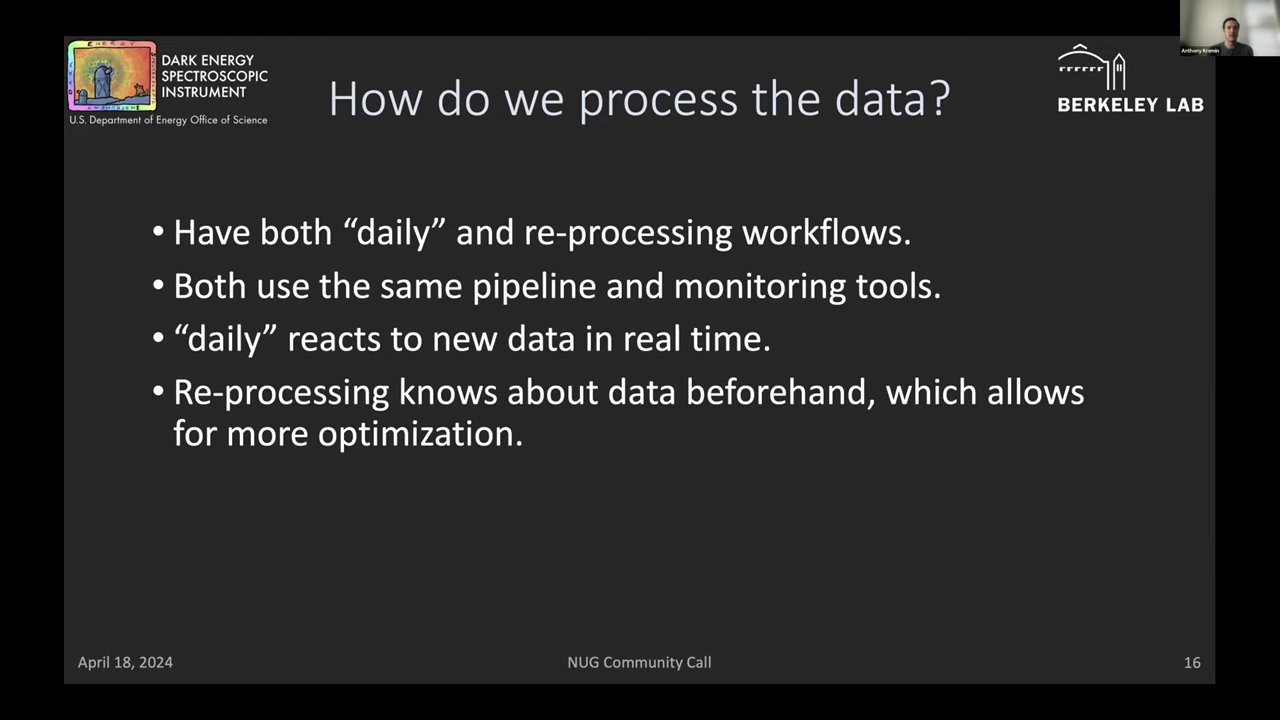 Anthony Kremin
DARK ENERGY
SPECTROSCOPIC
INSTRUMENT
U.S. Department of Energy Office of Science
How do we process the data?
BERKELEY LAB
• Have both “daily” and re-processing workflows.
• Both use the same pipeline and monitoring tools.
• “daily” reacts to new data in real time.
• Re-processing knows about data beforehand, which allows
for more optimization.
April 18, 2024
NUG Community Call
16